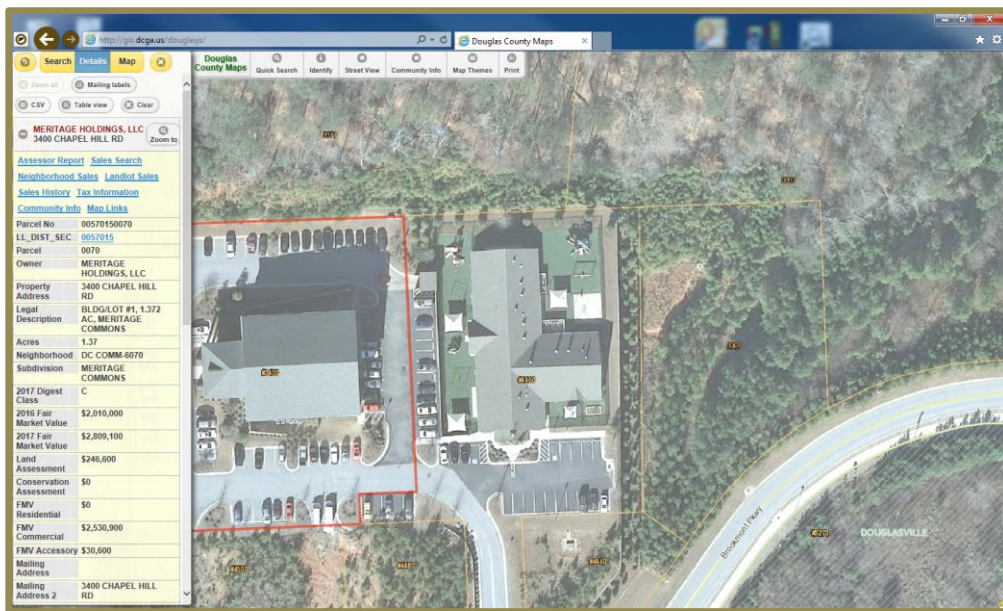 http://gis.dcga.us/douglasjs/
Douglas County Maps
Search Details Map
Zoom all Mailing labels
CSV Table view Clear
MERITAGE HOLDINGS, LLC
3400 CHAPEL HILL RD
Zoom to
Assessor Report Sales Search
Neighborhood Sales Landlot Sales
Sales History Tax Information
Community Info Map Links
Parcel No 00570150070
LL_DIST_SEC 0057015
Parcel 0070
Owner MERITAGE
HOLDINGS, LLC
Property
Address
3400 CHAPEL HILL
RD
Legal
Description
BLDG/LOT #1, 1.372
AC, MERITAGE
COMMONS
Acres 1.37
Neighborhood DC COMM-6070
Subdivision MERITAGE
COMMONS
2017 Digest
Class
C
2016 Fair
Market Value
$2,010,000
2017 Fair
Market Value
$2,809,100
Land
Assessment
$246,600
Conservation
Assessment
$0
FMV
Residential
$0
FMV
Commercial
$2,530,900
FMV Accessory $30,600
Mailing
Address
Mailing
Address 2
3400 CHAPEL HILL
RD
Douglas
County Maps
Quick Search Identify Street View Community Info Map Themes Print
Brookmont Pkwy
DOUGLASVILLE